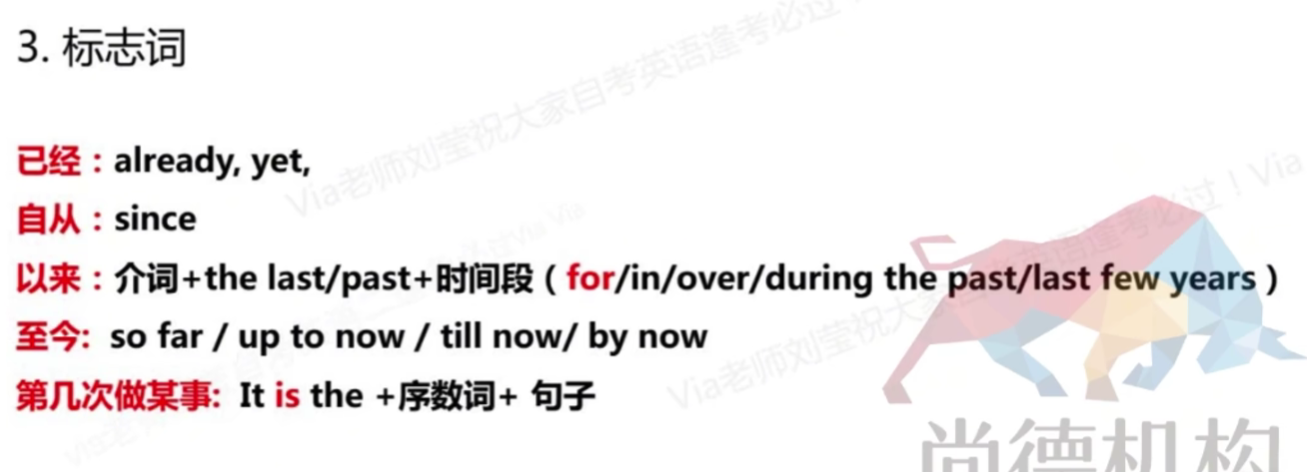 3. 标志词
已经：already, yet,
自从：since
以来：介词+the last/past+时间段（for/in/over/during the past/last few years）
至今: so far / up to now / till now/ by now
第几次做某事: It is the +序数词+ 句子
Via老师刘莹祝大家自考英语逢考必过！
尚德机构